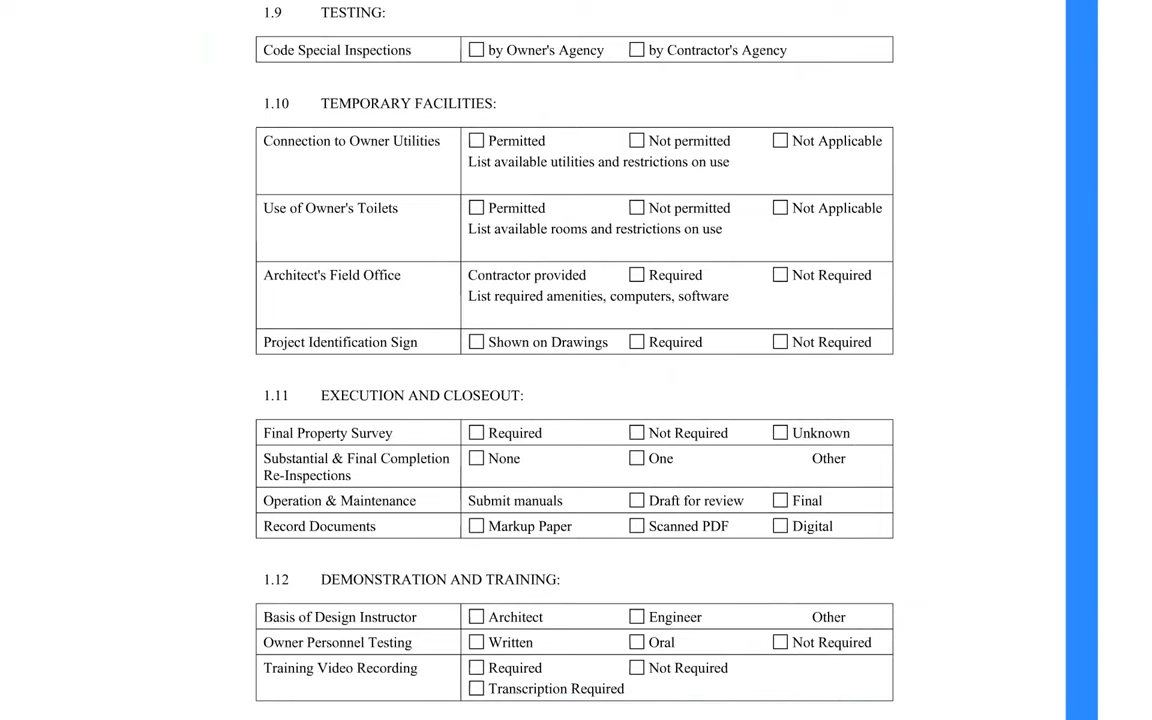 1.9 TESTING:
Code Special Inspections ☐ by Owner's Agency ☐ by Contractor's Agency
1.10 TEMPORARY FACILITIES:
Connection to Owner Utilities ☐ Permitted ☐ Not permitted ☐ Not Applicable
List available utilities and restrictions on use
Use of Owner's Toilets ☐ Permitted ☐ Not permitted ☐ Not Applicable
List available rooms and restrictions on use
Architect's Field Office Contractor provided ☐ Required ☐ Not Required
List required amenities, computers, software
Project Identification Sign ☐ Shown on Drawings ☐ Required ☐ Not Required
1.11 EXECUTION AND CLOSEOUT:
Final Property Survey ☐ Required ☐ Not Required ☐ Unknown
Substantial & Final Completion ☐ None ☐ One Other
Re-Inspections
Operation & Maintenance Submit manuals ☐ Draft for review ☐ Final
Record Documents ☐ Markup Paper ☐ Scanned PDF ☐ Digital
1.12 DEMONSTRATION AND TRAINING:
Basis of Design Instructor ☐ Architect ☐ Engineer Other
Owner Personnel Testing ☐ Written ☐ Oral ☐ Not Required
Training Video Recording ☐ Required ☐ Not Required
☐ Transcription Required